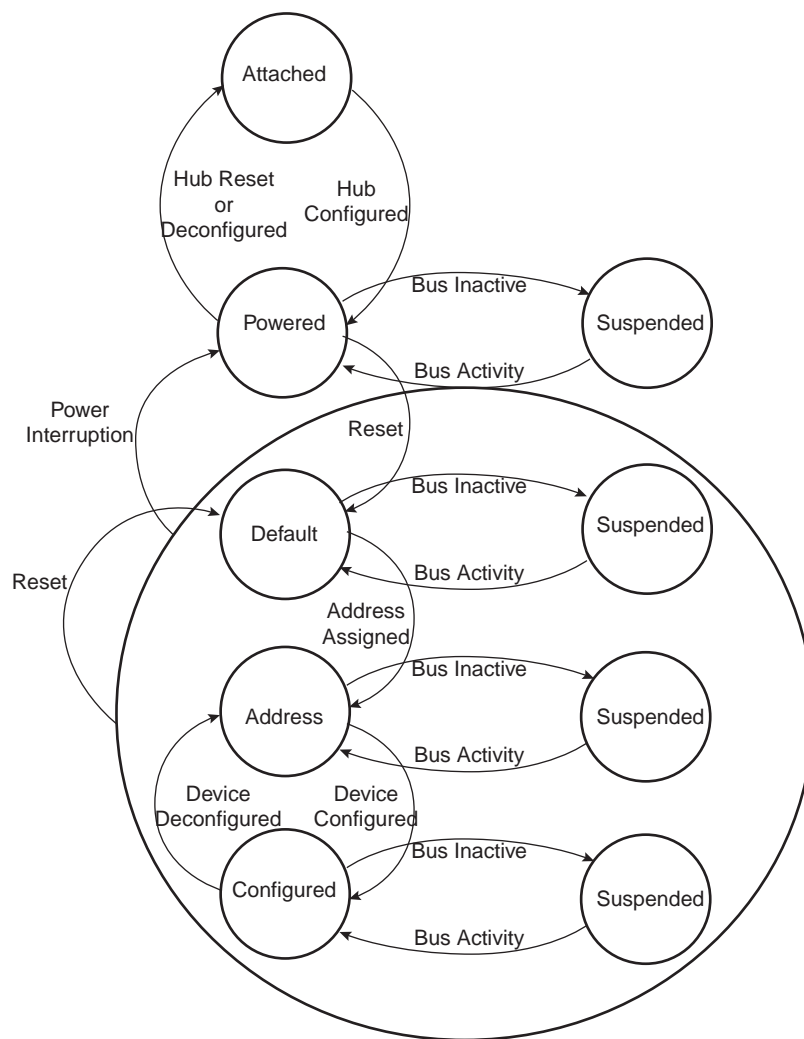 Attached
Hub Reset
or
Deconfigured
Hub
Configured
Powered
Bus Inactive
Suspended
Bus Activity
Power
Interruption
Reset
Default
Bus Inactive
Suspended
Bus Activity
Reset
Address
Assigned
Address
Bus Inactive
Suspended
Bus Activity
Device
Deconfigured
Device
Configured
Configured
Bus Inactive
Suspended
Bus Activity